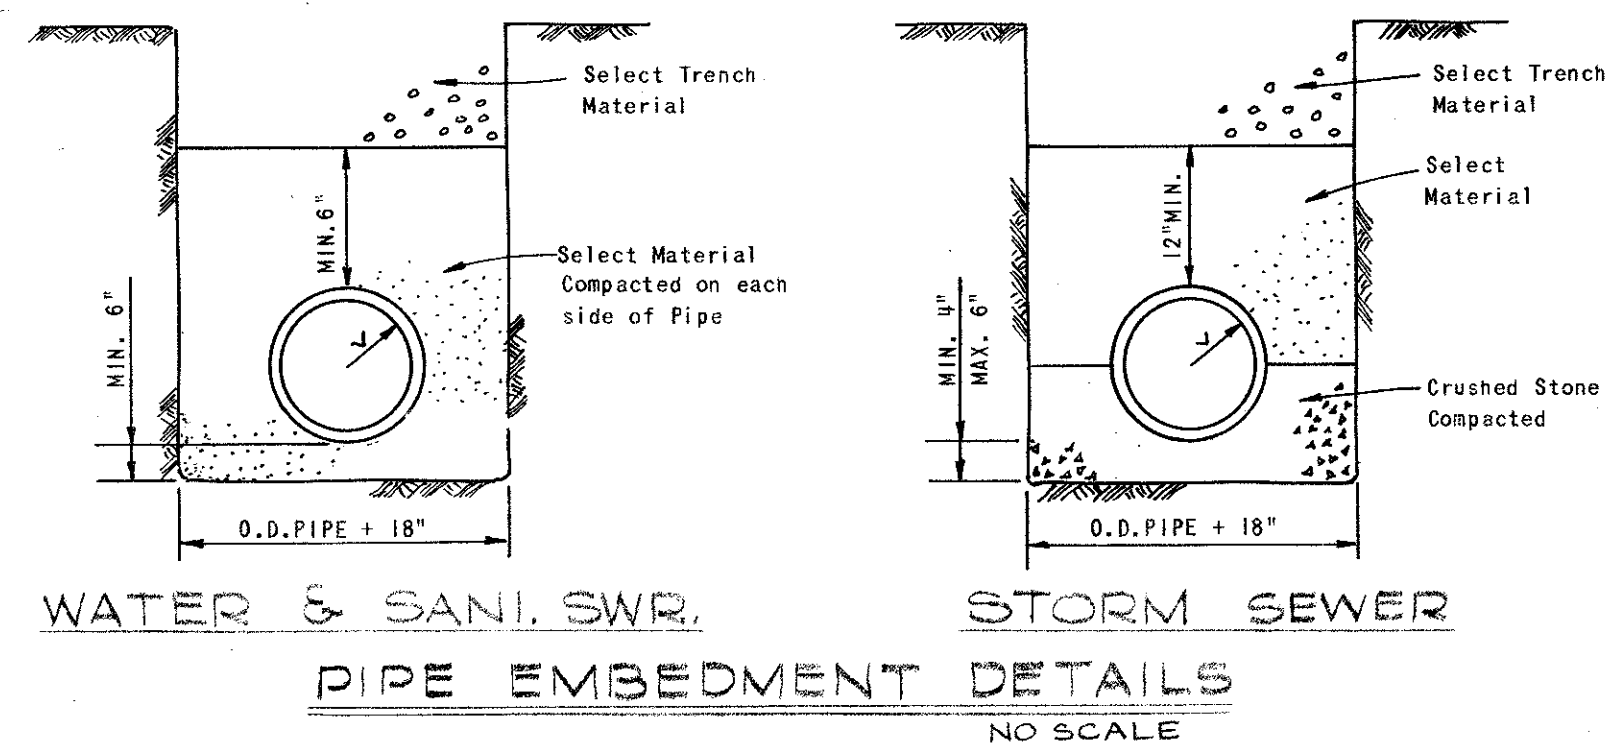 Select Trench
Material
MIN. 6"
Select Material
Compacted on each
side of Pipe
MIN. 6"
r
O.D. PIPE + 18"
WATER & SANI. SWR.
Select Trench
Material
Select
Material
12" MIN.
MIN. 4"
MAX. 6"
r
Crushed Stone
Compacted
O.D. PIPE + 18"
STORM SEWER
PIPE EMBEDMENT DETAILS
NO SCALE